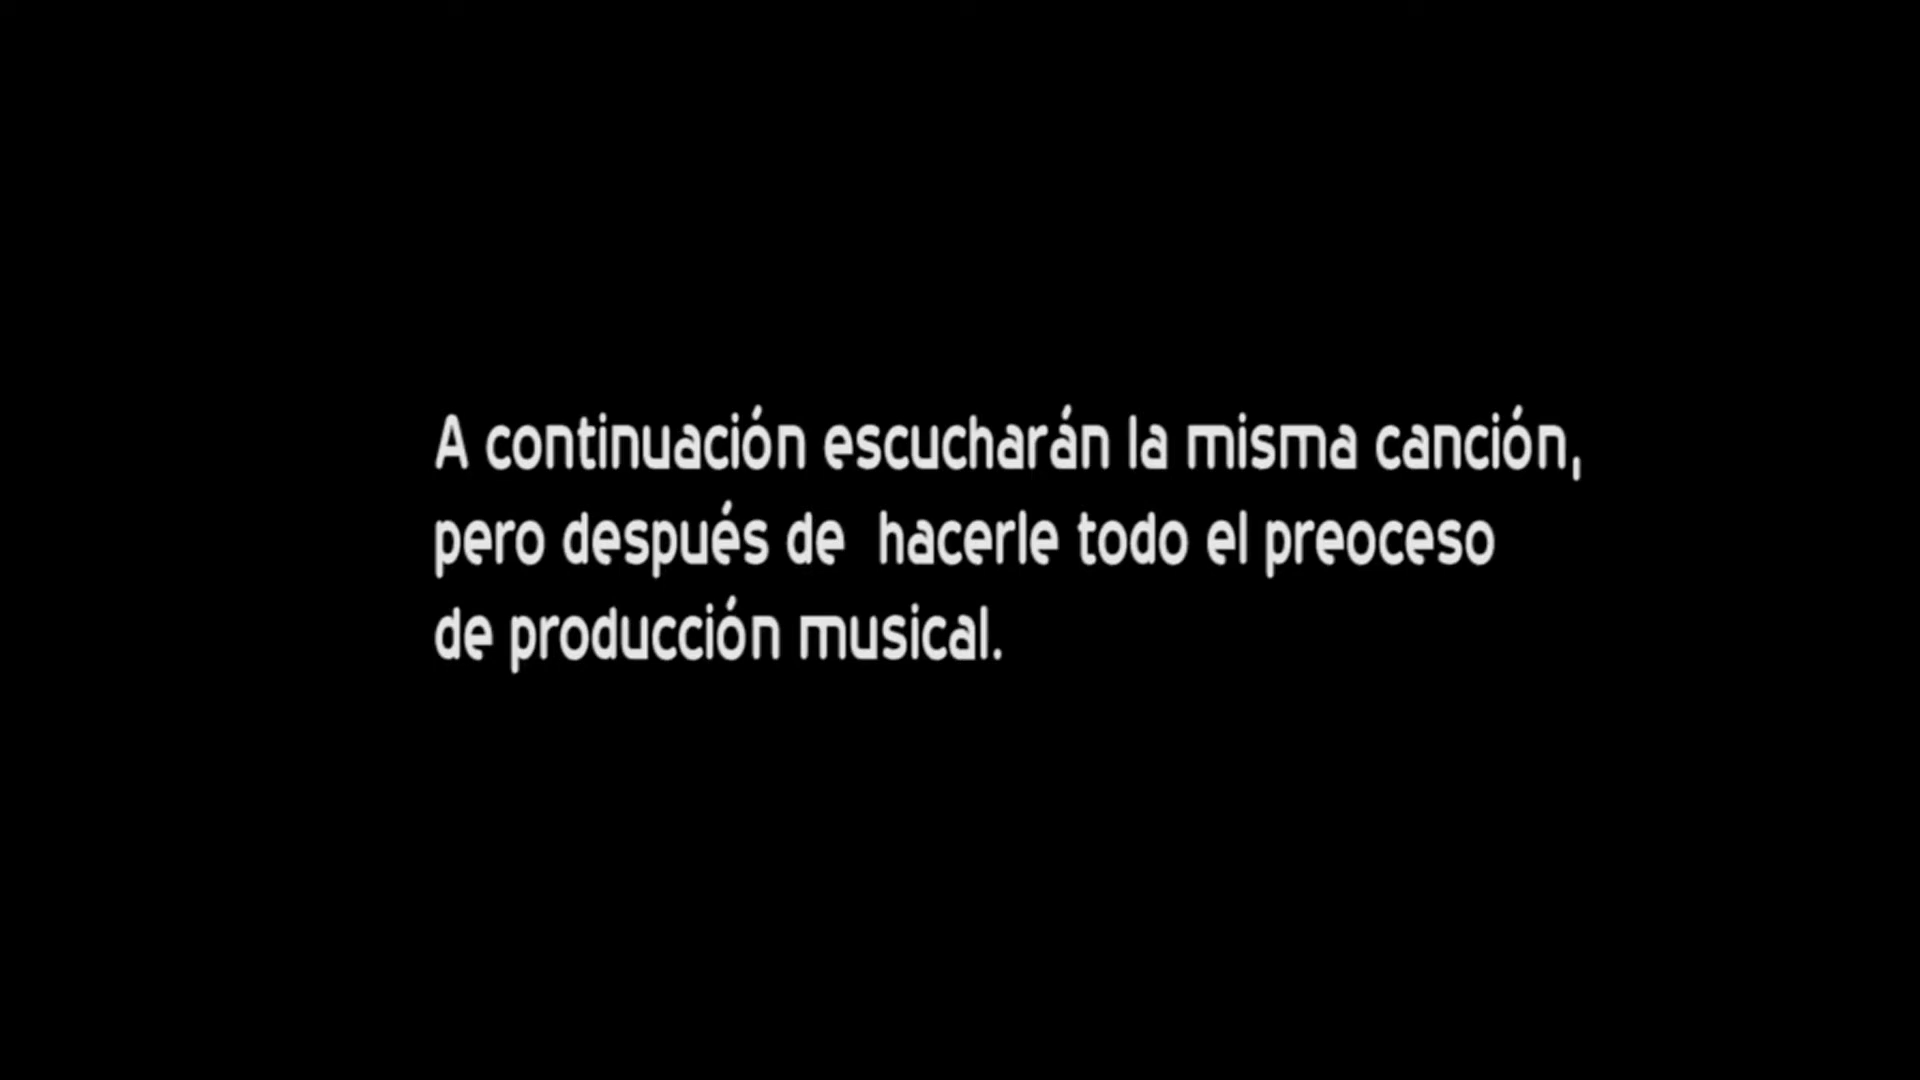 A continuación escucharán la misma canción,
pero después de  hacerle todo el preoceso
de producción musical.